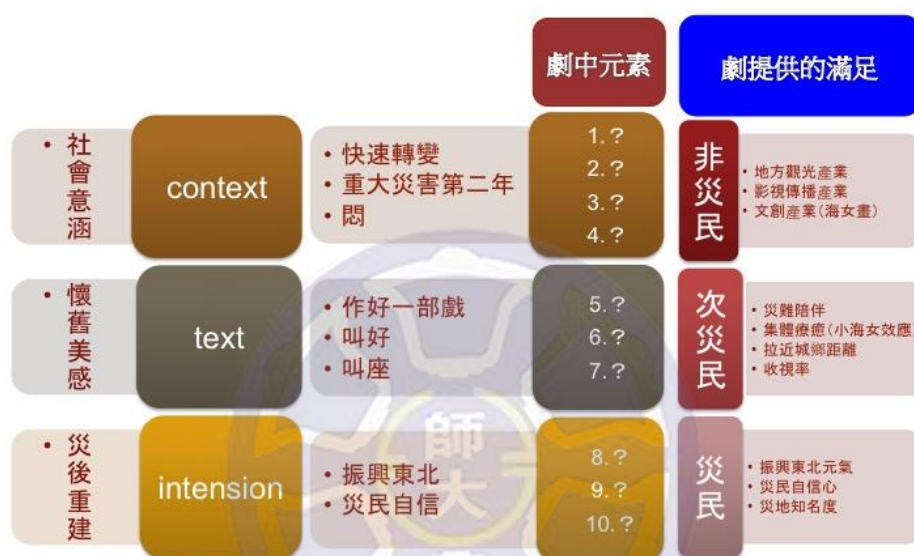 劇中元素
劇提供的滿足
• 社會意涵
context
• 快速轉變
• 重大災害第二年
• 悶
1.?
2.?
3.?
4.?
非災民
• 地方觀光產業
• 影視傳播產業
• 文創產業(海女畫)
• 懷舊美感
text
• 作好一部戲
• 叫好
• 叫座
5.?
6.?
7.?
次災民
• 災難陪伴
• 集體療癒(小海女效應)
• 拉近城鄉距離
• 收視率
• 災後重建
intension
• 振興東北
• 災民自信
8.?
9.?
10.?
災民
• 振興東北元氣
• 災民自信心
• 災地知名度
師大